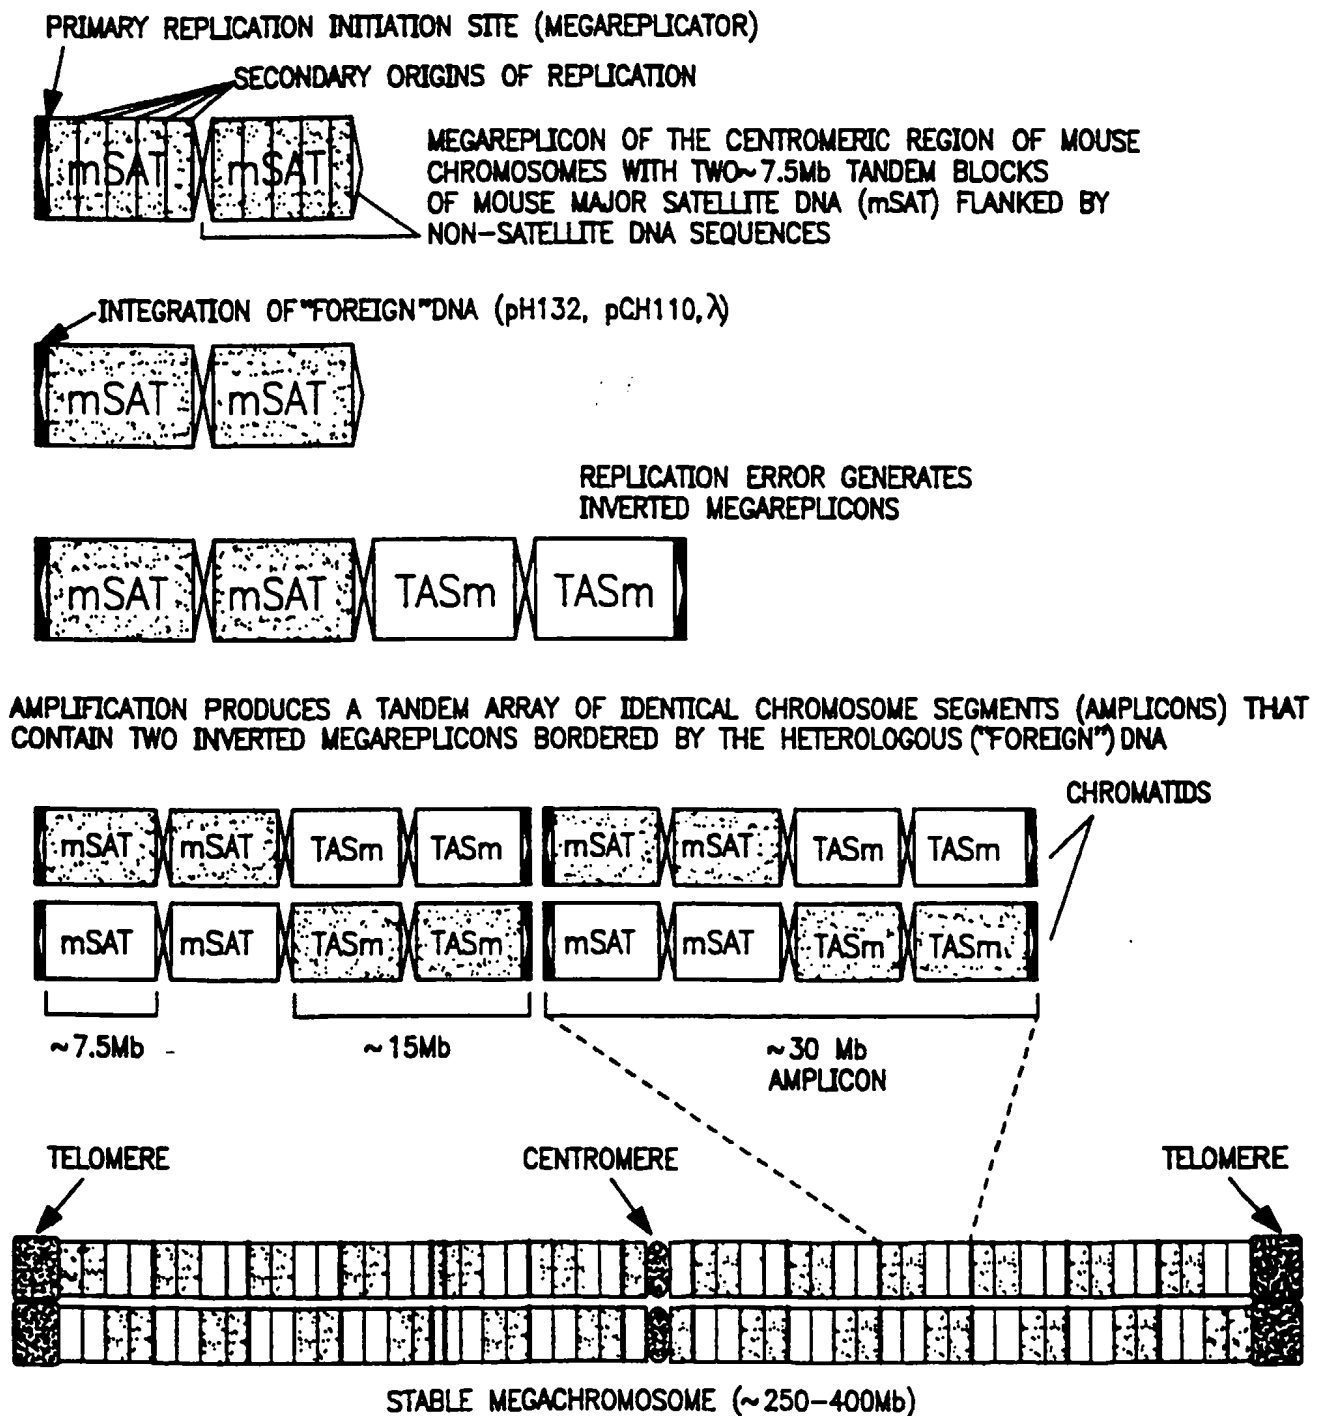 PRIMARY REPLICATION INITIATION SITE (MEGAREPLICATOR)
SECONDARY ORIGINS OF REPLICATION
mSAT mSAT
MEGAREPLICON OF THE CENTROMERIC REGION OF MOUSE
CHROMOSOMES WITH TWO~7.5Mb TANDEM BLOCKS
OF MOUSE MAJOR SATELLITE DNA (mSAT) FLANKED BY
NON-SATELLITE DNA SEQUENCES
INTEGRATION OF "FOREIGN" DNA (pH132, pCH110, λ)
mSAT mSAT
REPLICATION ERROR GENERATES
INVERTED MEGAREPLICONS
mSAT mSAT TASm TASm
AMPLIFICATION PRODUCES A TANDEM ARRAY OF IDENTICAL CHROMOSOME SEGMENTS (AMPLICONS) THAT
CONTAIN TWO INVERTED MEGAREPLICONS BORDERED BY THE HETEROLOGOUS ("FOREIGN") DNA
CHROMATIDS
mSAT mSAT TASm TASm mSAT mSAT TASm TASm
mSAT mSAT TASm TASm mSAT mSAT TASm TASm
~7.5Mb ~15Mb ~30 Mb
AMPLICON
TELOMERE CENTROMERE TELOMERE
STABLE MEGACHROMOSOME (~250-400Mb)